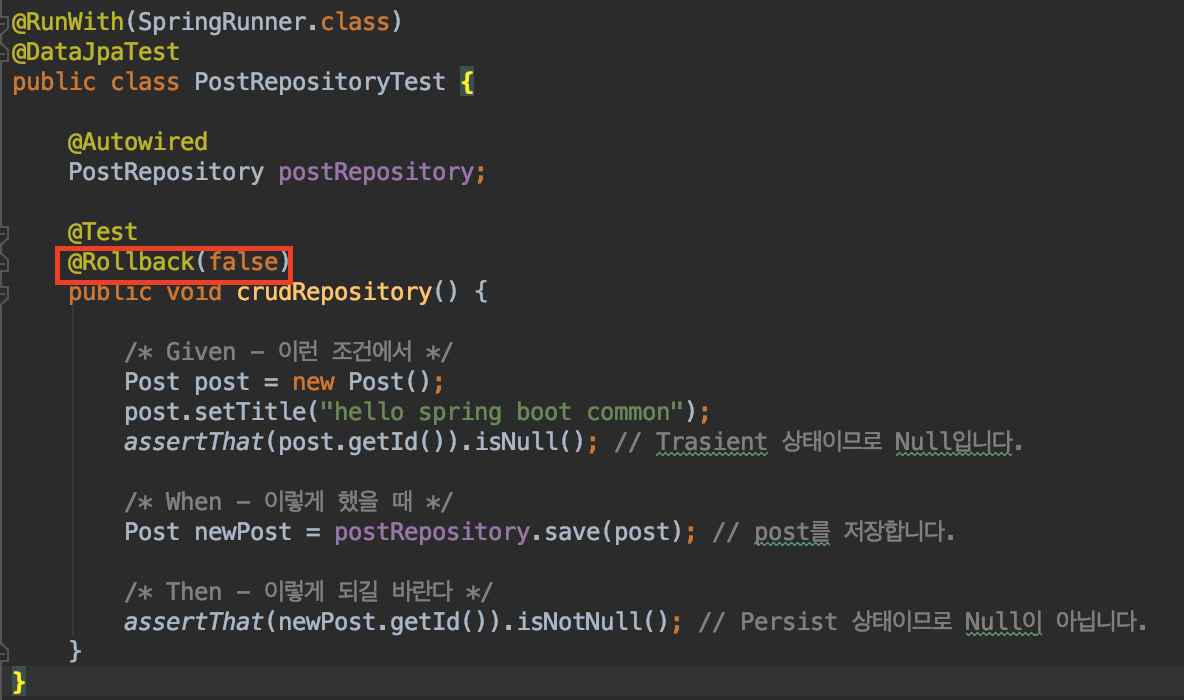 @RunWith(SpringRunner.class)
@DataJpaTest
public class PostRepositoryTest {
@Autowired
PostRepository postRepository;
@Test
@Rollback(false)
public void crudRepository() {
/* Given – 이런 조건에서 */
Post post = new Post();
post.setTitle("hello spring boot common");
assertThat(post.getId()).isNull(); // Trasient 상태이므로 Null입니다.
/* When – 이렇게 했을 때 */
Post newPost = postRepository.save(post); // post를 저장합니다.
/* Then – 이렇게 되길 바란다 */
assertThat(newPost.getId()).isNotNull(); // Persist 상태이므로 Null이 아닙니다.
}
}